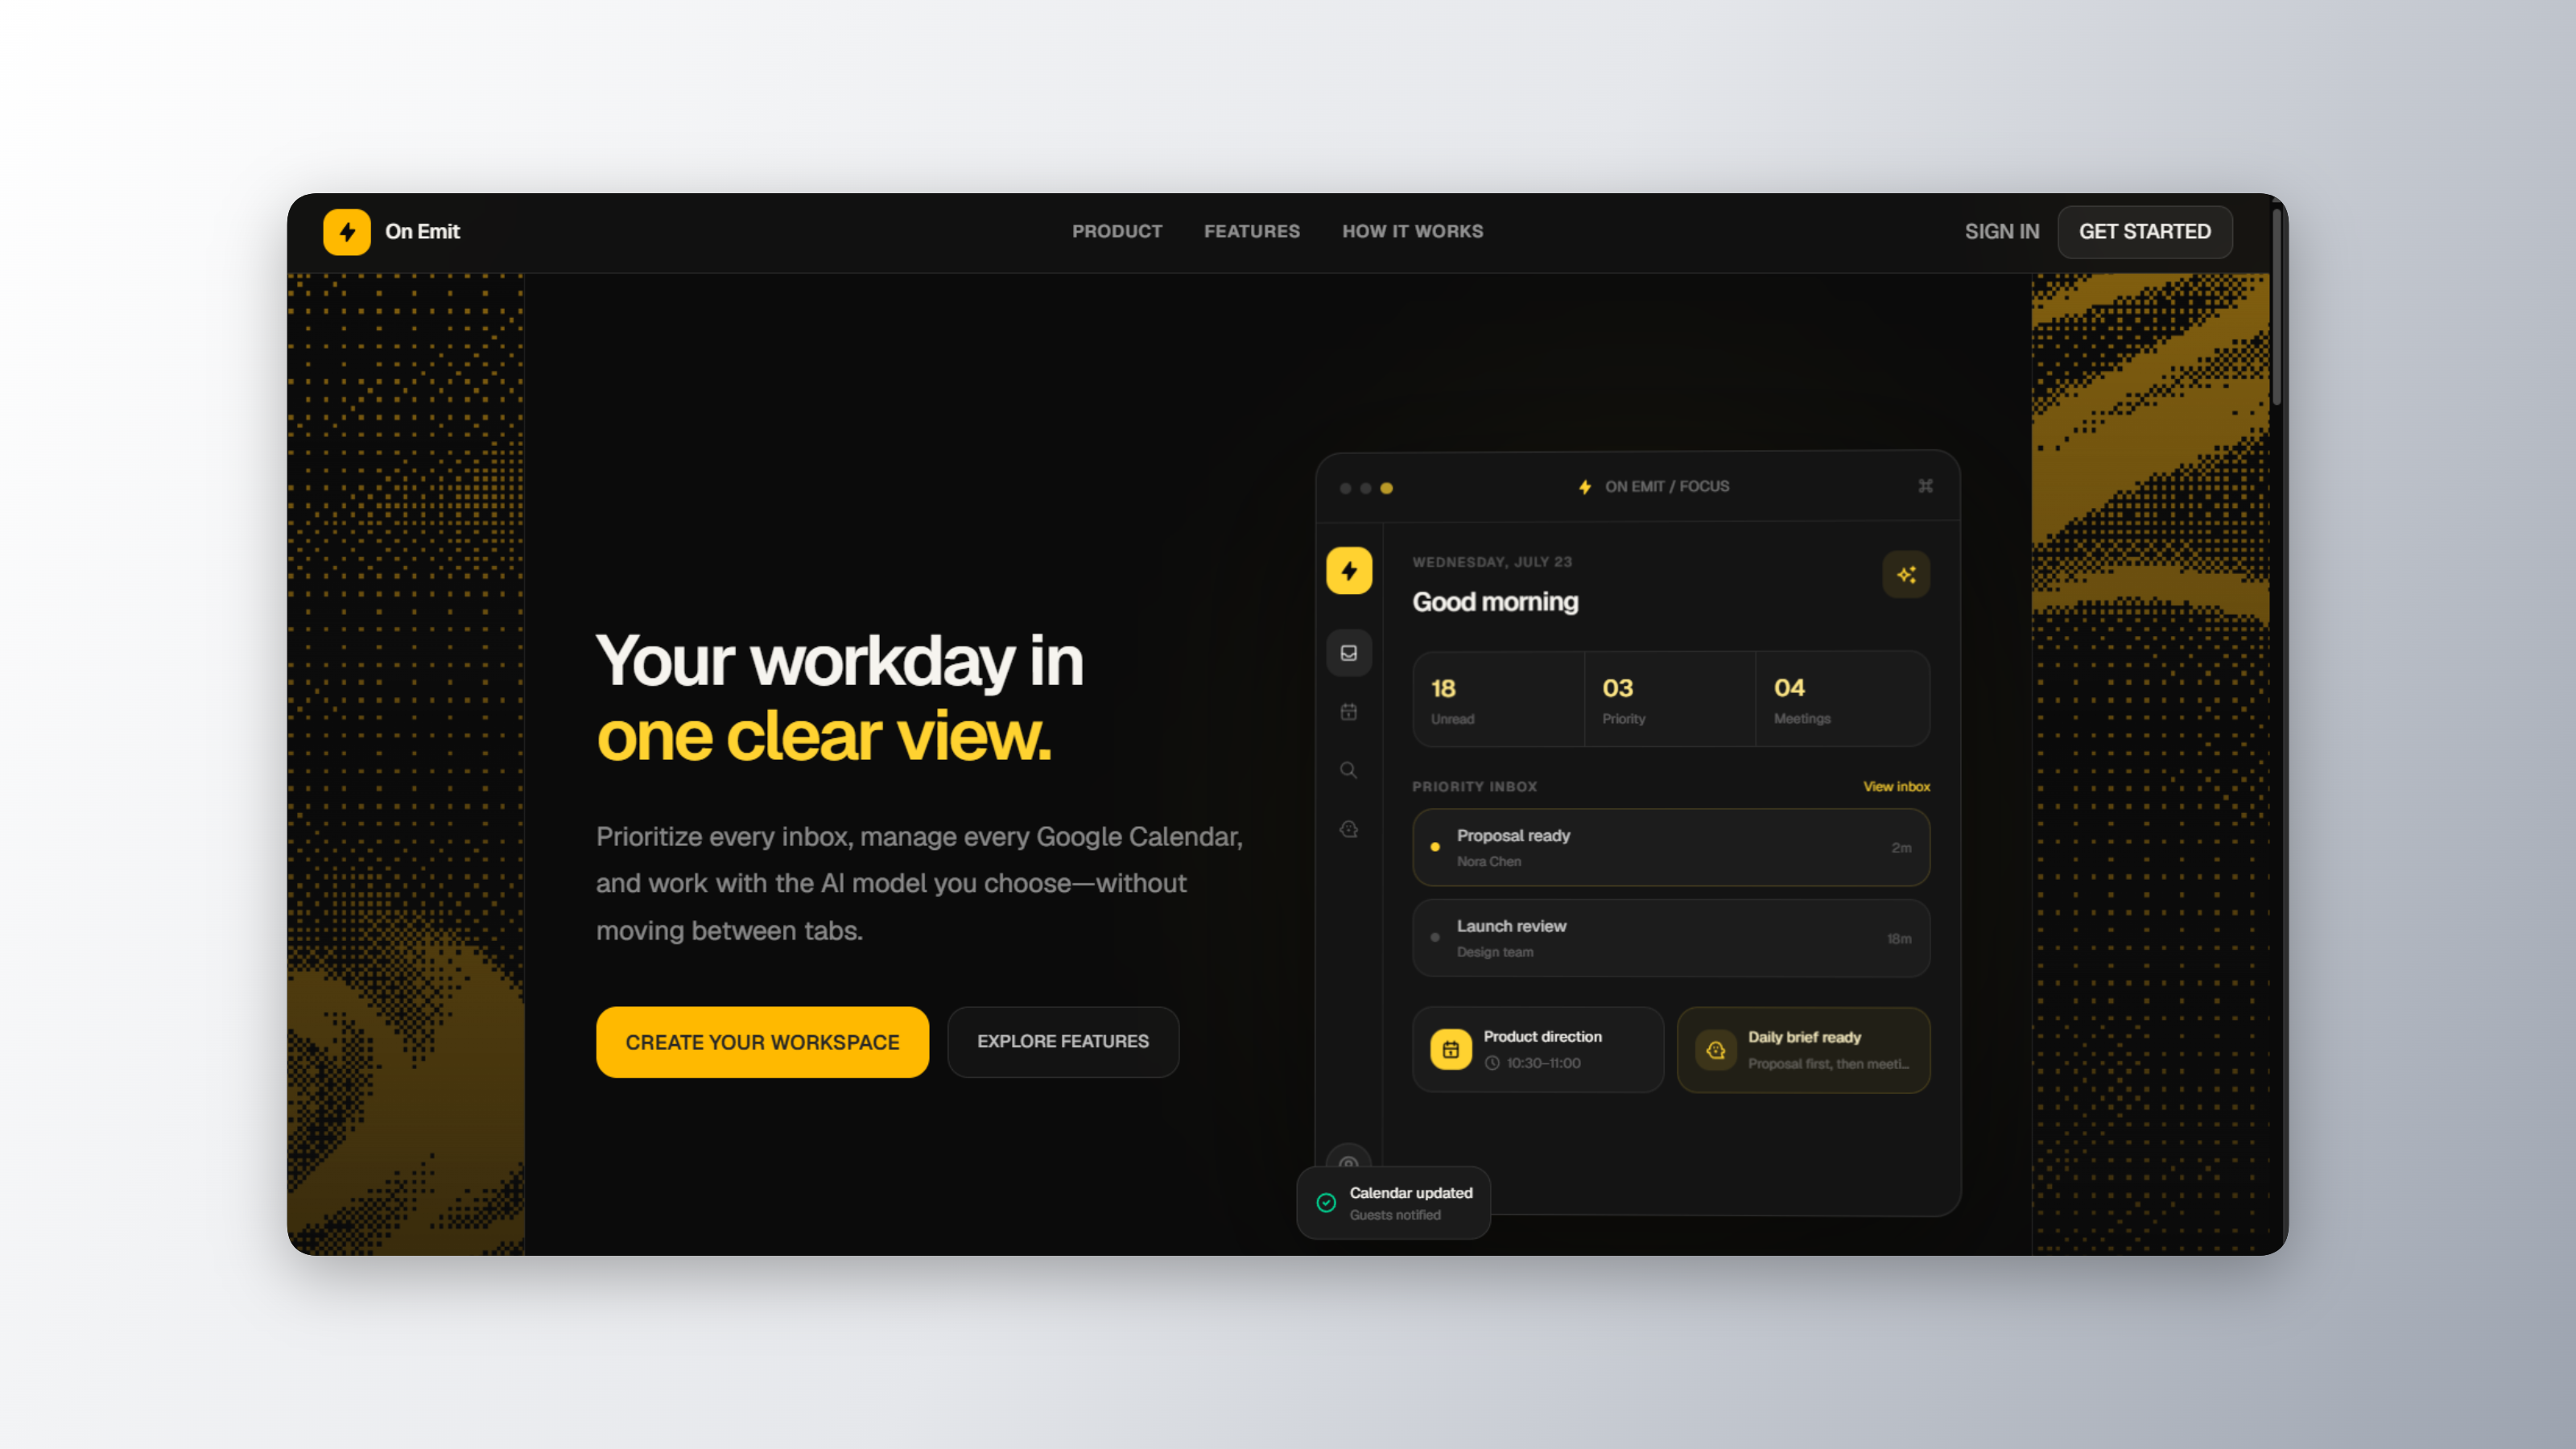 On Emit
PRODUCT
FEATURES
HOW IT WORKS
SIGN IN
GET STARTED
Your workday in
one clear view.
Prioritize every inbox, manage every Google Calendar,
and work with the AI model you choose—without
moving between tabs.
CREATE YOUR WORKSPACE
EXPLORE FEATURES
ON EMIT / FOCUS
WEDNESDAY, JULY 23
Good morning
18
Unread
03
Priority
04
Meetings
PRIORITY INBOX
View inbox
Proposal ready
Nora Chen
2m
Launch review
Design team
18m
Product direction
10:30–11:00
Daily brief ready
Proposal first, then meeti...
Calendar updated
Guests notified